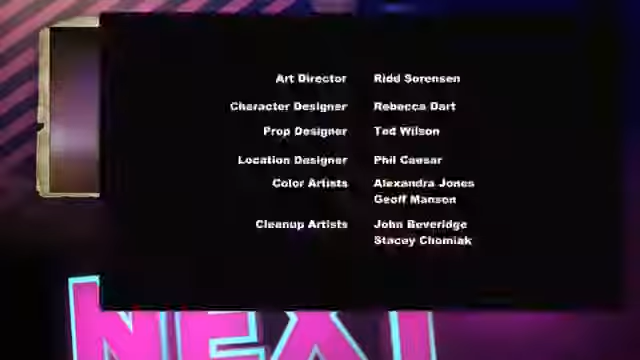 Art Director Ridd Sorensen
Character Designer Rebecca Dart
Prop Designer Ted Wilson
Location Designer Phil Caesar
Color Artists Alexandra Jones
Geoff Manson
Cleanup Artists John Beveridge
Stacey Chomiak
NEXT